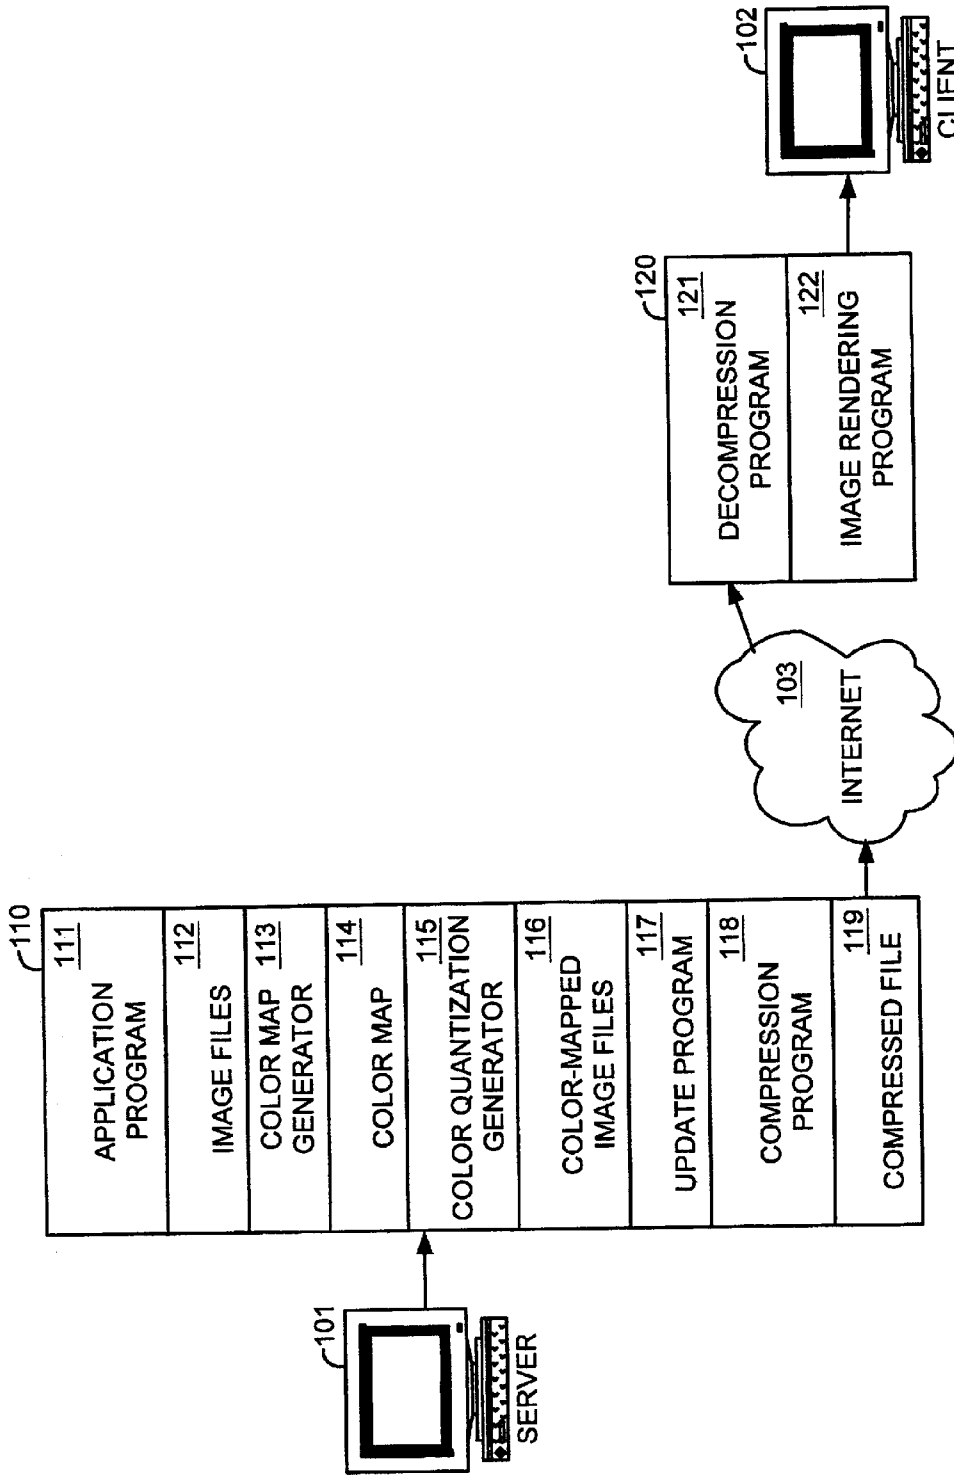 101
SERVER
110
APPLICATION
PROGRAM
111
IMAGE FILES
112
COLOR MAP
GENERATOR
113
COLOR MAP
114
COLOR QUANTIZATION
GENERATOR
115
COLOR-MAPPED
IMAGE FILES
116
UPDATE PROGRAM
117
COMPRESSION
PROGRAM
118
COMPRESSED FILE
119
103
INTERNET
120
DECOMPRESSION
PROGRAM
121
IMAGE RENDERING
PROGRAM
122
102
CLIENT